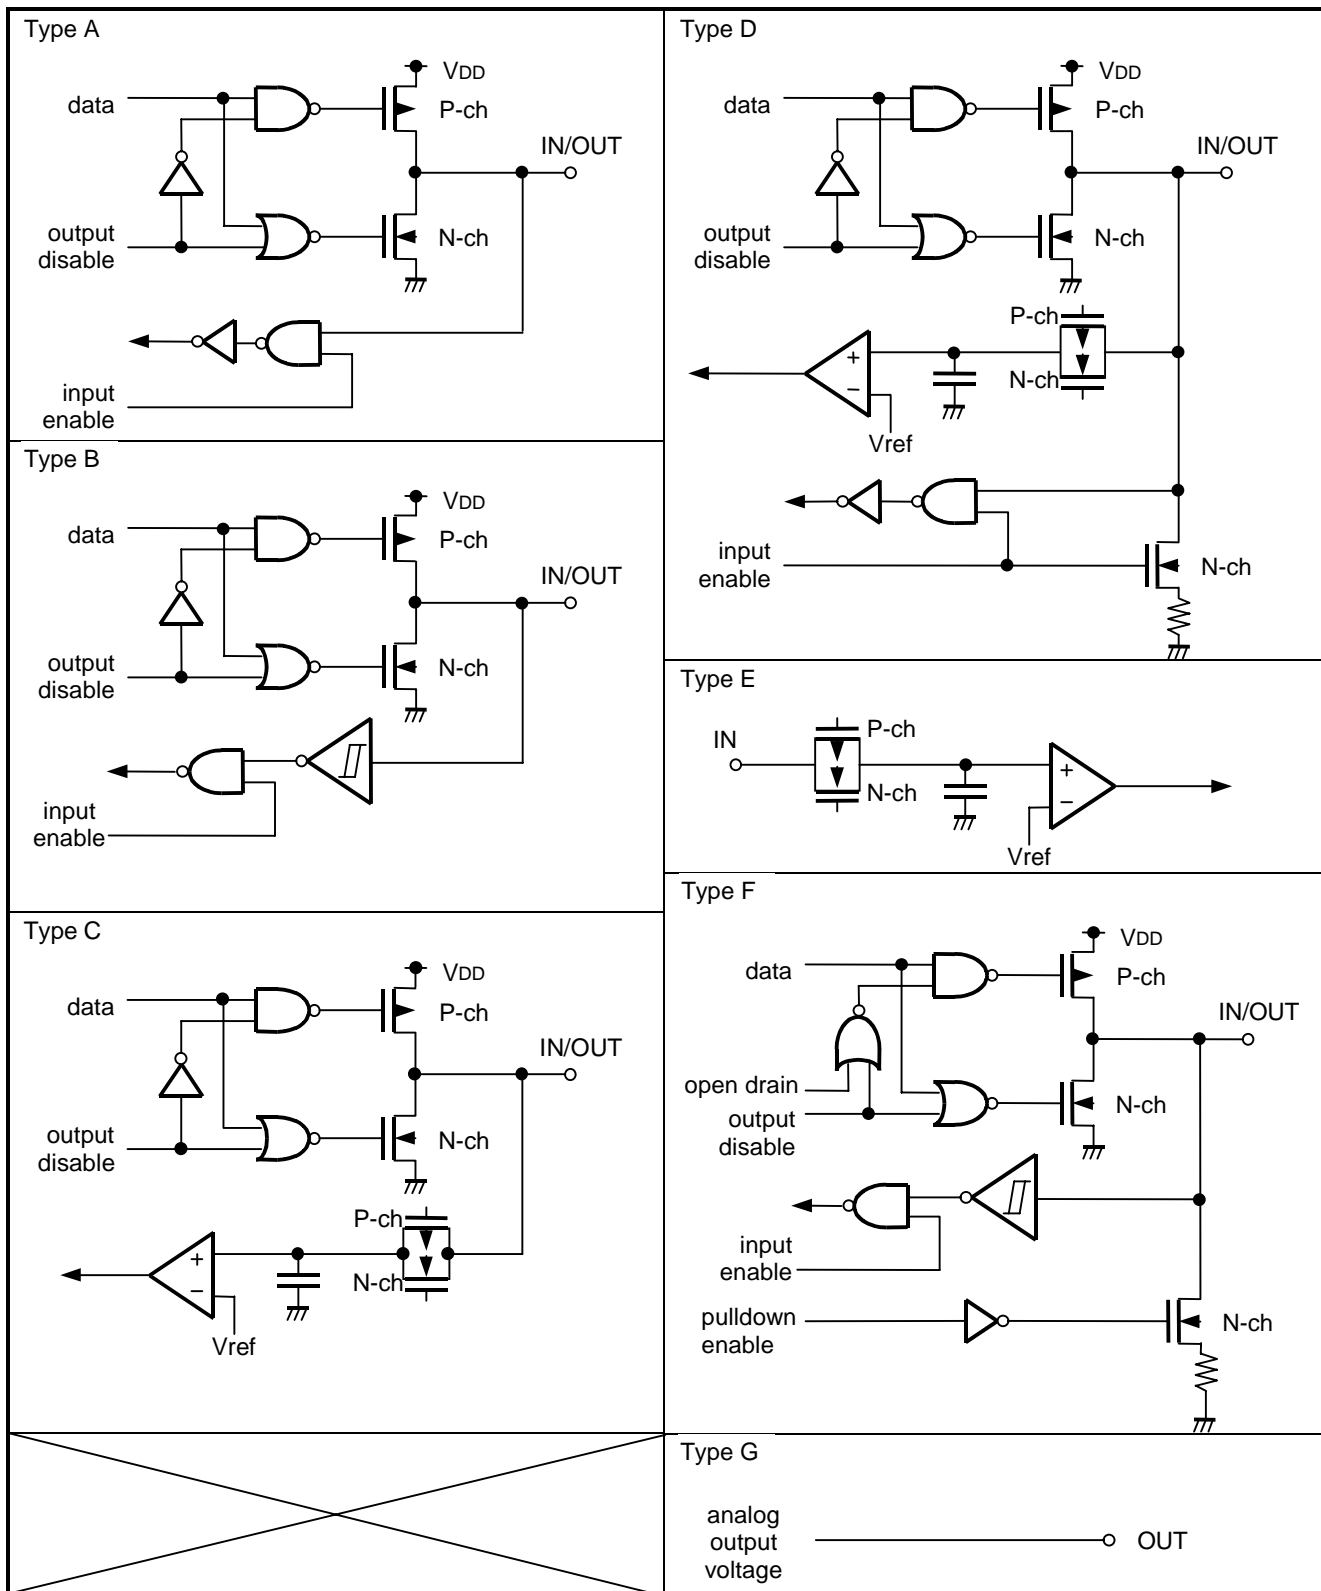 Type A
VDD
data
P-ch
IN/OUT
output
disable
N-ch
input
enable
Type B
VDD
data
P-ch
IN/OUT
output
disable
N-ch
input
enable
Type C
VDD
data
P-ch
IN/OUT
output
disable
N-ch
P-ch
+
−
N-ch
Vref
Type D
VDD
data
P-ch
IN/OUT
output
disable
N-ch
P-ch
+
−
N-ch
Vref
input
enable
N-ch
Type E
IN
P-ch
N-ch
+
−
Vref
Type F
VDD
data
P-ch
IN/OUT
open drain
output
disable
N-ch
input
enable
pulldown
enable
N-ch
Type G
analog
output
voltage
OUT